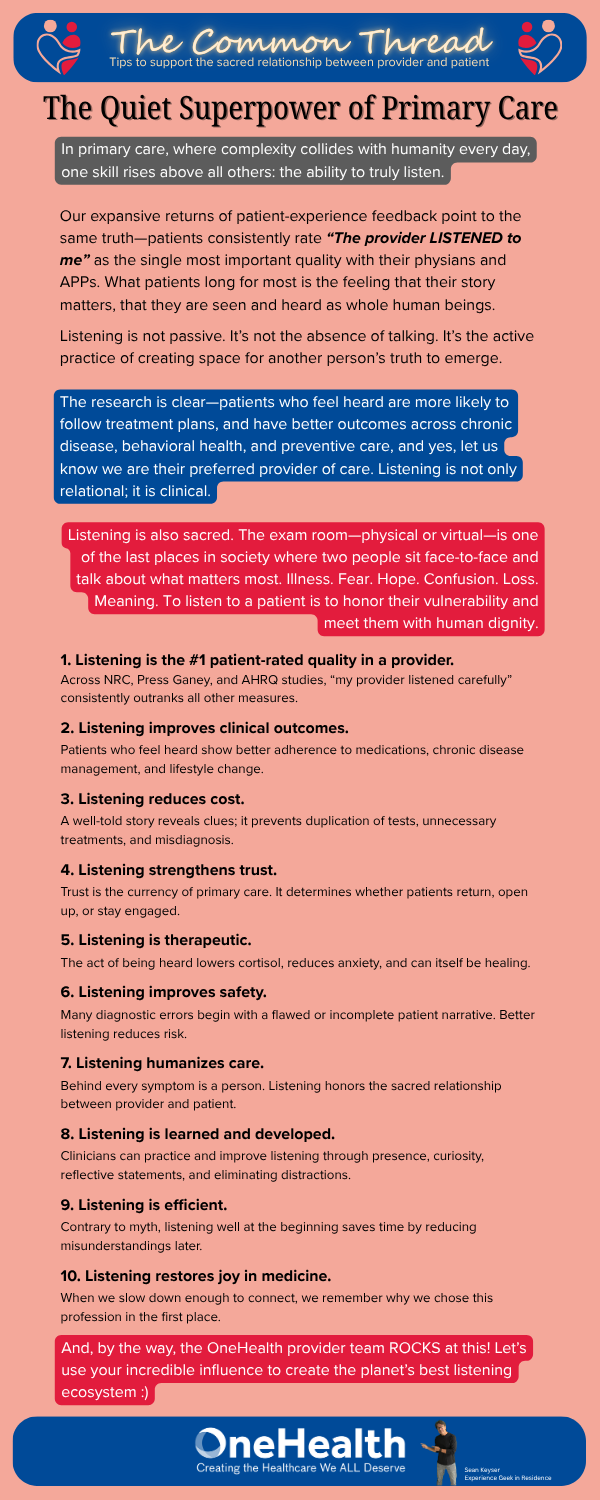 The Common Thread
Tips to support the sacred relationship between provider and patient
The Quiet Superpower of Primary Care
In primary care, where complexity collides with humanity every day,
one skill rises above all others: the ability to truly listen.
Our expansive returns of patient-experience feedback point to the
same truth—patients consistently rate “The provider LISTENED to
me” as the single most important quality with their physians and
APPs. What patients long for most is the feeling that their story
matters, that they are seen and heard as whole human beings.
Listening is not passive. It’s not the absence of talking. It’s the active
practice of creating space for another person’s truth to emerge.
The research is clear—patients who feel heard are more likely to
follow treatment plans, and have better outcomes across chronic
disease, behavioral health, and preventive care, and yes, let us
know we are their preferred provider of care. Listening is not only
relational; it is clinical.
Listening is also sacred. The exam room—physical or virtual—is one
of the last places in society where two people sit face-to-face and
talk about what matters most. Illness. Fear. Hope. Confusion. Loss.
Meaning. To listen to a patient is to honor their vulnerability and
meet them with human dignity.
1. Listening is the #1 patient-rated quality in a provider.
Across NRC, Press Ganey, and AHRQ studies, “my provider listened carefully”
consistently outranks all other measures.
2. Listening improves clinical outcomes.
Patients who feel heard show better adherence to medications, chronic disease
management, and lifestyle change.
3. Listening reduces cost.
A well-told story reveals clues; it prevents duplication of tests, unnecessary
treatments, and misdiagnosis.
4. Listening strengthens trust.
Trust is the currency of primary care. It determines whether patients return, open
up, or stay engaged.
5. Listening is therapeutic.
The act of being heard lowers cortisol, reduces anxiety, and can itself be healing.
6. Listening improves safety.
Many diagnostic errors begin with a flawed or incomplete patient narrative. Better
listening reduces risk.
7. Listening humanizes care.
Behind every symptom is a person. Listening honors the sacred relationship
between provider and patient.
8. Listening is learned and developed.
Clinicians can practice and improve listening through presence, curiosity,
reflective statements, and eliminating distractions.
9. Listening is efficient.
Contrary to myth, listening well at the beginning saves time by reducing
misunderstandings later.
10. Listening restores joy in medicine.
When we slow down enough to connect, we remember why we chose this
profession in the first place.
And, by the way, the OneHealth provider team ROCKS at this! Let’s
use your incredible influence to create the planet’s best listening
ecosystem :)
OneHealth
Creating the Healthcare We ALL Deserve
Sean Keyser
Experience Geek in Residence